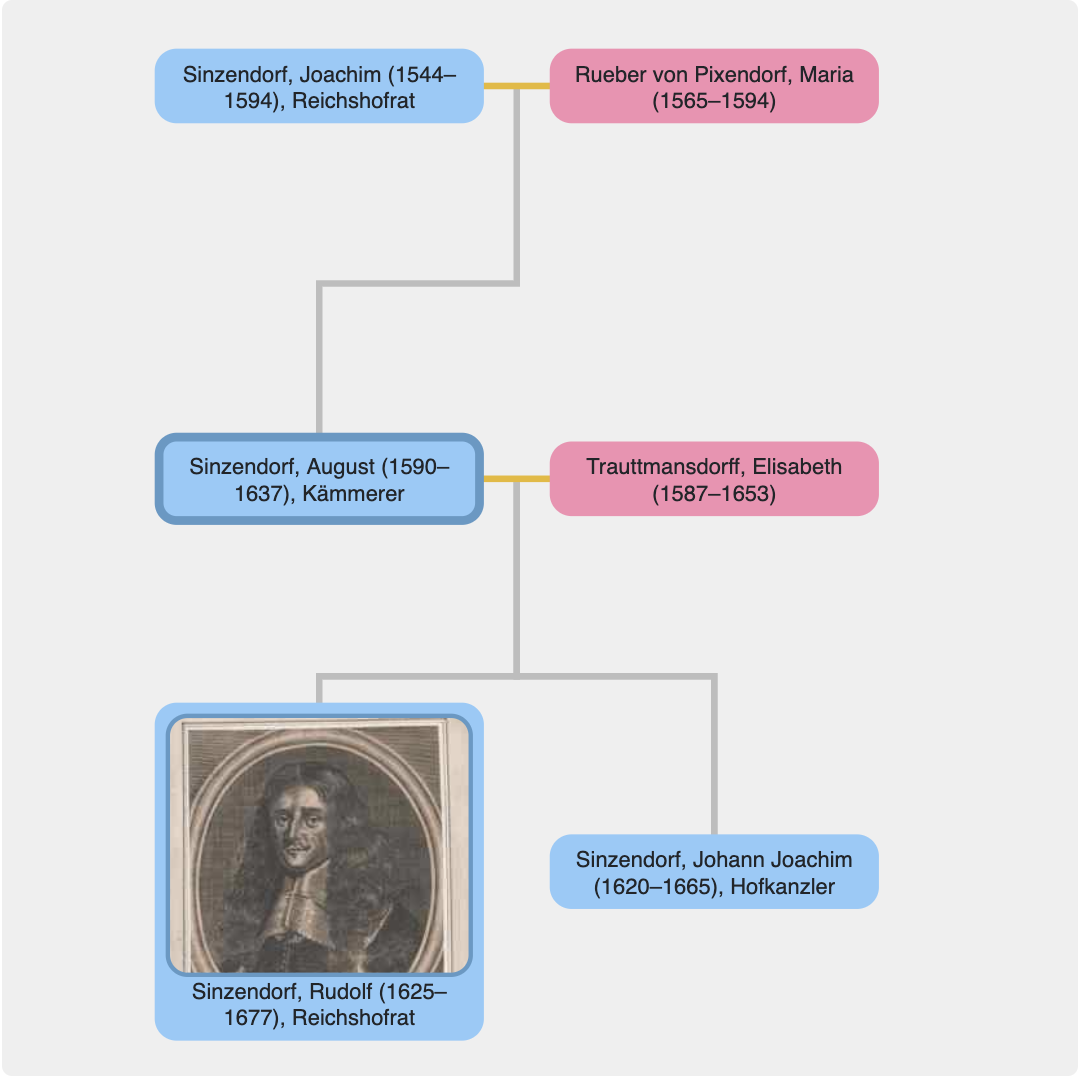 Sinzendorf, Joachim (1544–
1594), Reichshofrat
Rueber von Pixendorf, Maria
(1565–1594)
Sinzendorf, August (1590–
1637), Kämmerer
Trauttmansdorff, Elisabeth
(1587–1653)
Sinzendorf, Rudolf (1625–
1677), Reichshofrat
Sinzendorf, Johann Joachim
(1620–1665), Hofkanzler